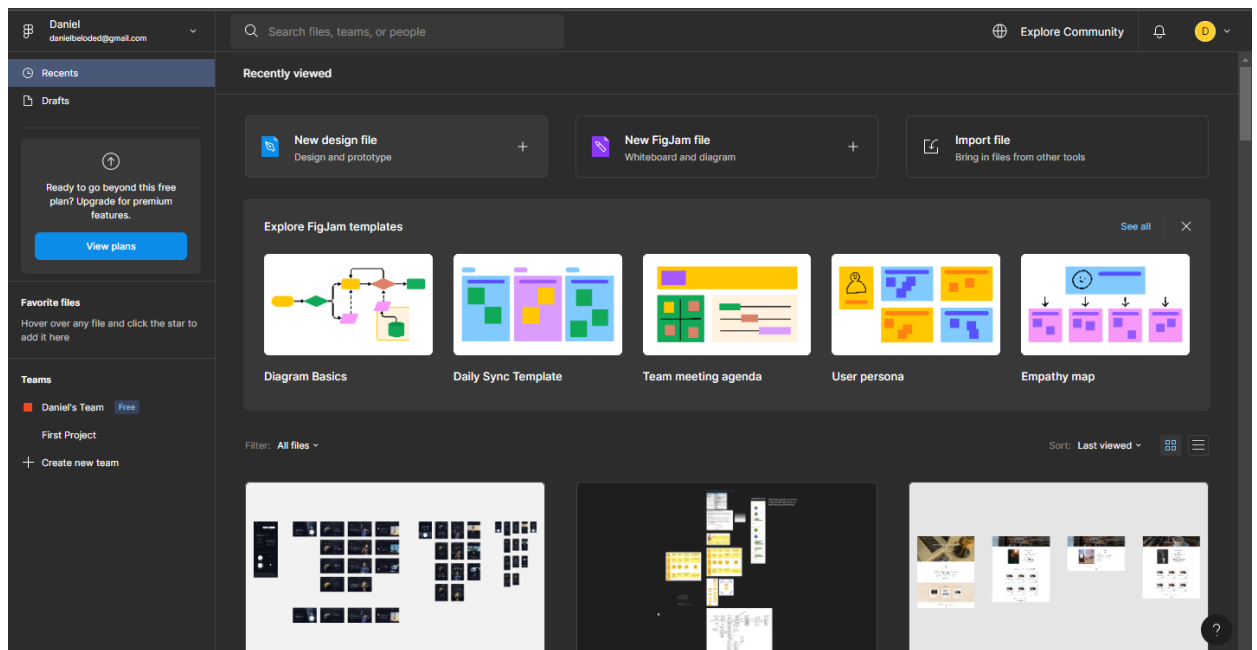 Daniel
danielbeloded@gmail.com
Search files, teams, or people
Explore Community
D
Recents
Drafts
Ready to go beyond this free
plan? Upgrade for premium
features.
View plans
Favorite files
Hover over any file and click the star to
add it here
Teams
Daniel's Team Free
First Project
Create new team
Recently viewed
New design file
Design and prototype
New FigJam file
Whiteboard and diagram
Import file
Bring in files from other tools
Explore FigJam templates
See all
Diagram Basics
Daily Sync Template
Team meeting agenda
User persona
Empathy map
Filter: All files
Sort: Last viewed
?